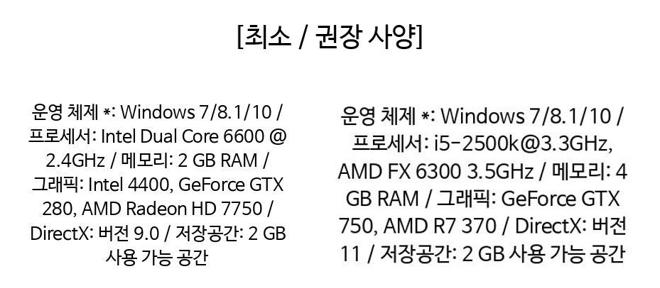 [최소 / 권장 사양]
운영 체제 *: Windows 7/8.1/10 /
프로세서: Intel Dual Core 6600 @
2.4GHz / 메모리: 2 GB RAM /
그래픽: Intel 4400, GeForce GTX
280, AMD Radeon HD 7750 /
DirectX: 버전 9.0 / 저장공간: 2 GB
사용 가능 공간
운영 체제 *: Windows 7/8.1/10 /
프로세서: i5-2500k@3.3GHz,
AMD FX 6300 3.5GHz / 메모리: 4
GB RAM / 그래픽: GeForce GTX
750, AMD R7 370 / DirectX: 버전
11 / 저장공간: 2 GB 사용 가능 공간